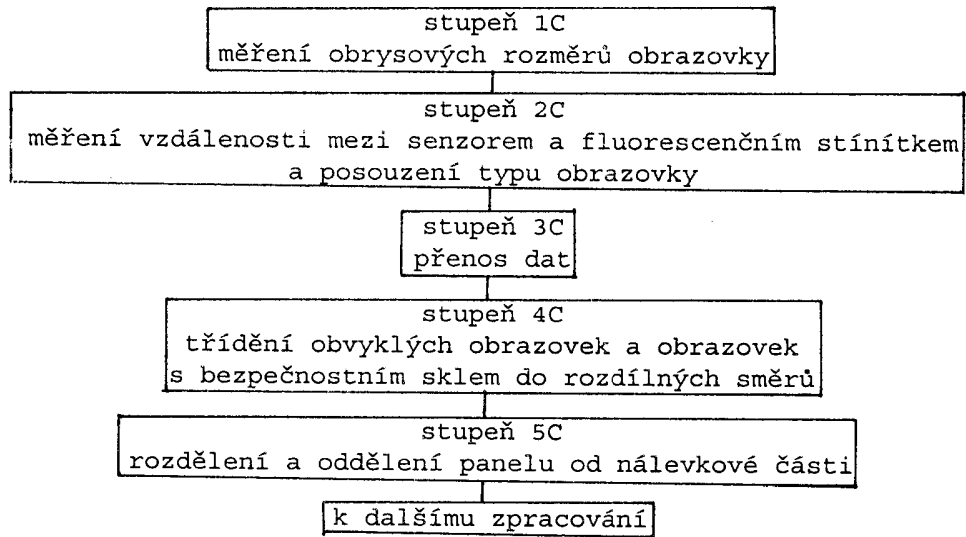 stupeň 1C
měření obrysových rozměrů obrazovky
stupeň 2C
měření vzdálenosti mezi senzorem a fluorescenčním stínítkem
a posouzení typu obrazovky
stupeň 3C
přenos dat
stupeň 4C
třídění obvyklých obrazovek a obrazovek
s bezpečnostním sklem do rozdílných směrů
stupeň 5C
rozdělení a oddělení panelu od nálevkové části
k dalšímu zpracování